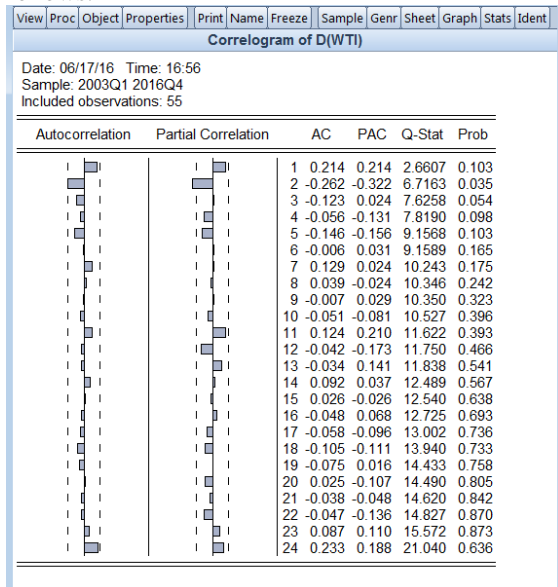 View Proc Object Properties Print Name Freeze Sample Genr Sheet Graph Stats Ident
Correlogram of D(WTI)
Date: 06/17/16 Time: 16:56
Sample: 2003Q1 2016Q4
Included observations: 55
Autocorrelation Partial Correlation AC PAC Q-Stat Prob
1 0.214 0.214 2.6607 0.103
2 -0.262 -0.322 6.7163 0.035
3 -0.123 0.024 7.6258 0.054
4 -0.056 -0.131 7.8190 0.098
5 -0.146 -0.156 9.1568 0.103
6 -0.006 0.031 9.1589 0.165
7 0.129 0.024 10.243 0.175
8 0.039 -0.024 10.346 0.242
9 -0.007 0.029 10.350 0.323
10 -0.051 -0.081 10.527 0.396
11 0.124 0.210 11.622 0.393
12 -0.042 -0.173 11.750 0.466
13 -0.034 0.141 11.838 0.541
14 0.092 0.037 12.489 0.567
15 0.026 -0.026 12.540 0.638
16 -0.048 0.068 12.725 0.693
17 -0.058 -0.096 13.002 0.736
18 -0.105 -0.111 13.940 0.733
19 -0.075 0.016 14.433 0.758
20 0.025 -0.107 14.490 0.805
21 -0.038 -0.048 14.620 0.842
22 -0.047 -0.136 14.827 0.870
23 0.087 0.110 15.572 0.873
24 0.233 0.188 21.040 0.636